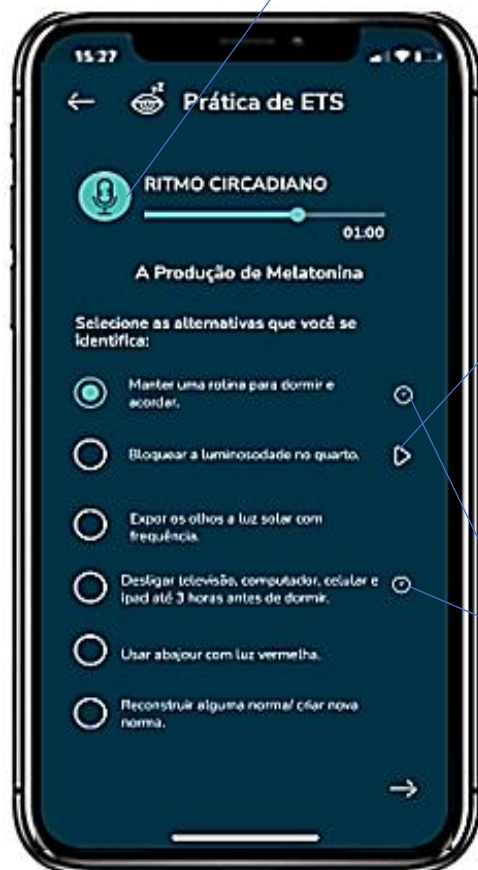 15:27
Prática de ETS
RITMO CIRCADIANO
01:00
A Produção de Melatonina
Selecione as alternativas que você se
identifica:
Manter uma rotina para dormir e
acordar.
Bloquear a luminosodade no quarto.
Expor os olhos a luz solar com
frequência.
Desligar televisão, computador, celular e
ipad até 3 horas antes de dormir.
Usar abajour com luz vermelha.
Reconstruir alguma norma/ criar nova
norma.